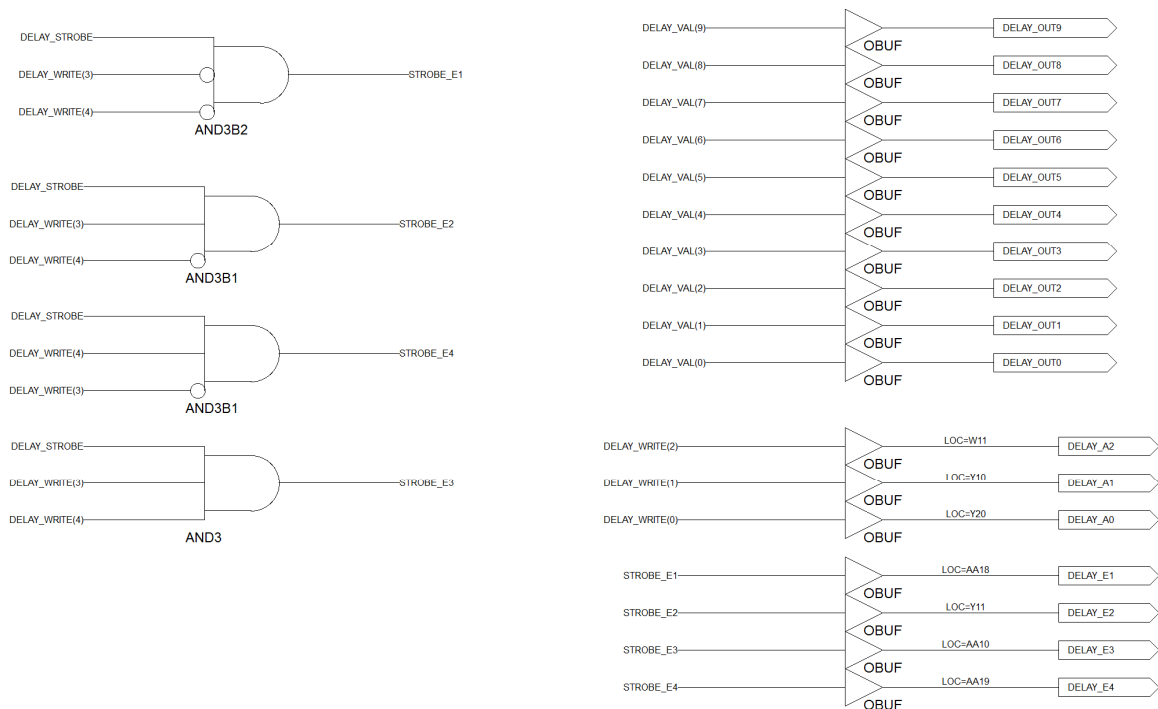 DELAY_STROBE
DELAY_WRITE(3)
STROBE_E1
DELAY_WRITE(4)
AND3B2
DELAY_STROBE
DELAY_WRITE(3)
STROBE_E2
DELAY_WRITE(4)
AND3B1
DELAY_STROBE
DELAY_WRITE(4)
STROBE_E4
DELAY_WRITE(3)
AND3B1
DELAY_STROBE
DELAY_WRITE(3)
STROBE_E3
DELAY_WRITE(4)
AND3
DELAY_VAL(9) DELAY_OUT9
OBUF
DELAY_VAL(8) DELAY_OUT8
OBUF
DELAY_VAL(7) DELAY_OUT7
OBUF
DELAY_VAL(6) DELAY_OUT6
OBUF
DELAY_VAL(5) DELAY_OUT5
OBUF
DELAY_VAL(4) DELAY_OUT4
OBUF
DELAY_VAL(3) DELAY_OUT3
OBUF
DELAY_VAL(2) DELAY_OUT2
OBUF
DELAY_VAL(1) DELAY_OUT1
OBUF
DELAY_VAL(0) DELAY_OUT0
OBUF
DELAY_WRITE(2) LOC=W11 DELAY_A2
OBUF
DELAY_WRITE(1) LOC=Y10 DELAY_A1
OBUF
DELAY_WRITE(0) LOC=Y20 DELAY_A0
OBUF
STROBE_E1 LOC=AA18 DELAY_E1
OBUF
STROBE_E2 LOC=Y11 DELAY_E2
OBUF
STROBE_E3 LOC=AA10 DELAY_E3
OBUF
STROBE_E4 LOC=AA19 DELAY_E4
OBUF